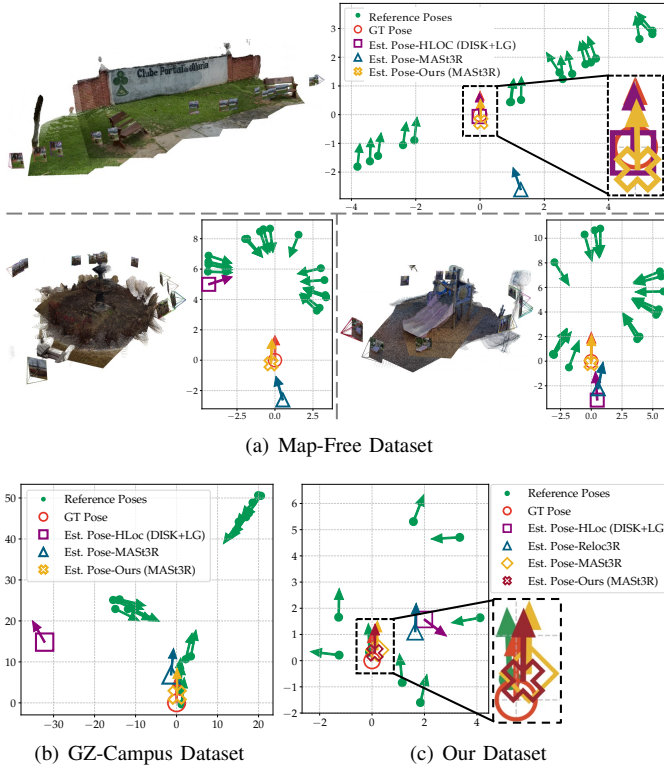 Clube
Reference Poses
GT Pose
Est. Pose-HLOC (DISK+LG)
Est. Pose-MASt3R
Est. Pose-Ours (MASt3R)
3
2
1
0
−1
−2
−4 −2 0 2 4
8
6
4
2
0
−2
−2.5 0.0 2.5
10
8
6
4
2
0
−2
−2.5 0.0 2.5 5.0
(a) Map-Free Dataset
50
40
30
20
10
0
Reference Poses
GT Pose
Est. Pose-HLoc (DISK+LG)
Est. Pose-MASt3R
Est. Pose-Ours (MASt3R)
−30 −20 −10 0 10 20
(b) GZ-Campus Dataset
6
5
4
3
2
1
0
−1
−2
Reference Poses
GT Pose
Est. Pose-HLoc (DISK+LG)
Est. Pose-Reloc3R
Est. Pose-MASt3R
Est. Pose-Ours (MASt3R)
−2 0 2 4
(c) Our Dataset